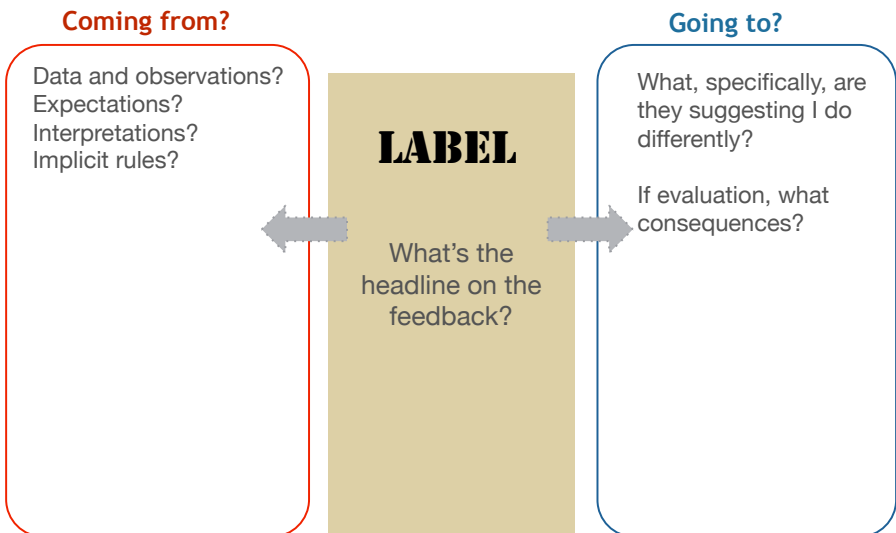 Coming from?
Data and observations?
Expectations?
Interpretations?
Implicit rules?
LABEL
What’s the
headline on the
feedback?
Going to?
What, specifically, are
they suggesting I do
differently?
If evaluation, what
consequences?